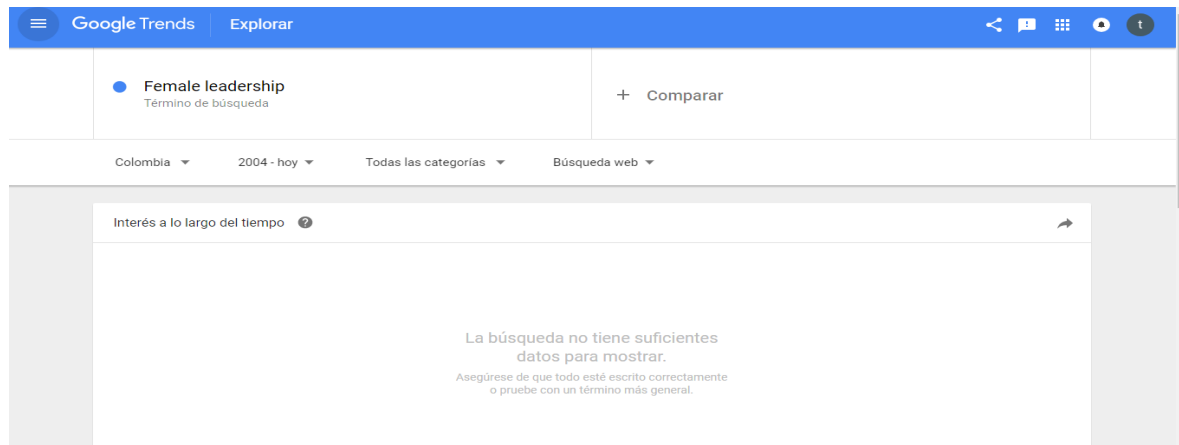 Google Trends Explorar
t
Female leadership
Término de búsqueda
+ Comparar
Colombia 2004 - hoy Todas las categorías Búsqueda web
Interés a lo largo del tiempo
La búsqueda no tiene suficientes
datos para mostrar.
Asegúrese de que todo esté escrito correctamente
o pruebe con un término más general.